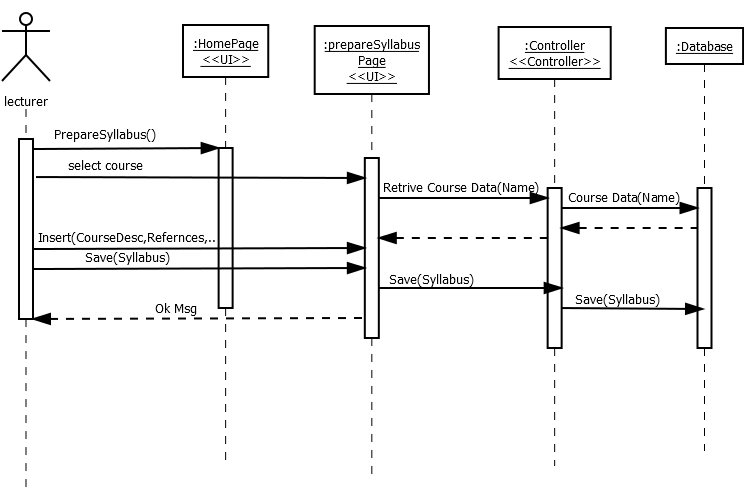 :HomePage
<<UI>>
:prepareSyllabus
Page
<<UI>>
:Controller
<<Controller>>
:Database
lecturer
PrepareSyllabus()
select course
Retrive Course Data(Name)
Course Data(Name)
Insert(CourseDesc,Refernces,..
Save(Syllabus)
Save(Syllabus)
Save(Syllabus)
Ok Msg